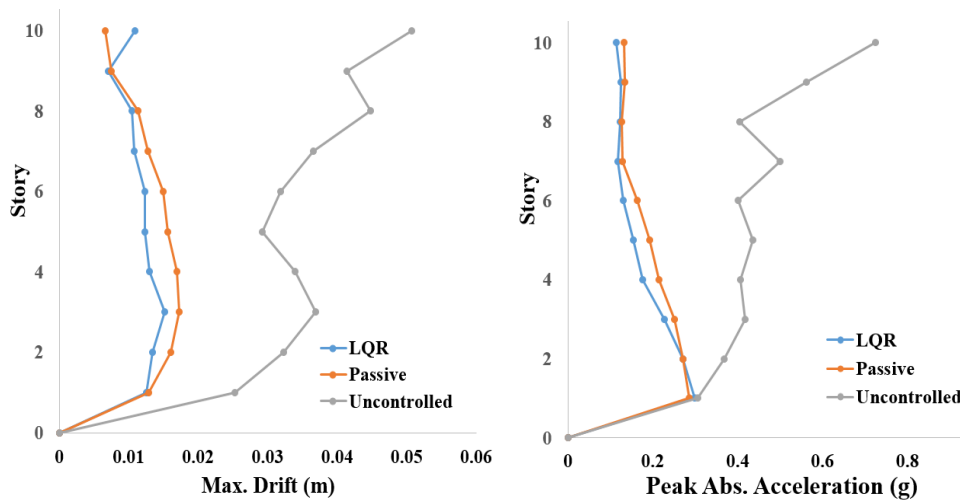 10
8
6
4
2
0
Story
LQR
Passive
Uncontrolled
0 0.01 0.02 0.03 0.04 0.05 0.06
Max. Drift (m)
10
8
6
4
2
0
Story
LQR
Passive
Uncontrolled
0 0.2 0.4 0.6 0.8
Peak Abs. Acceleration (g)